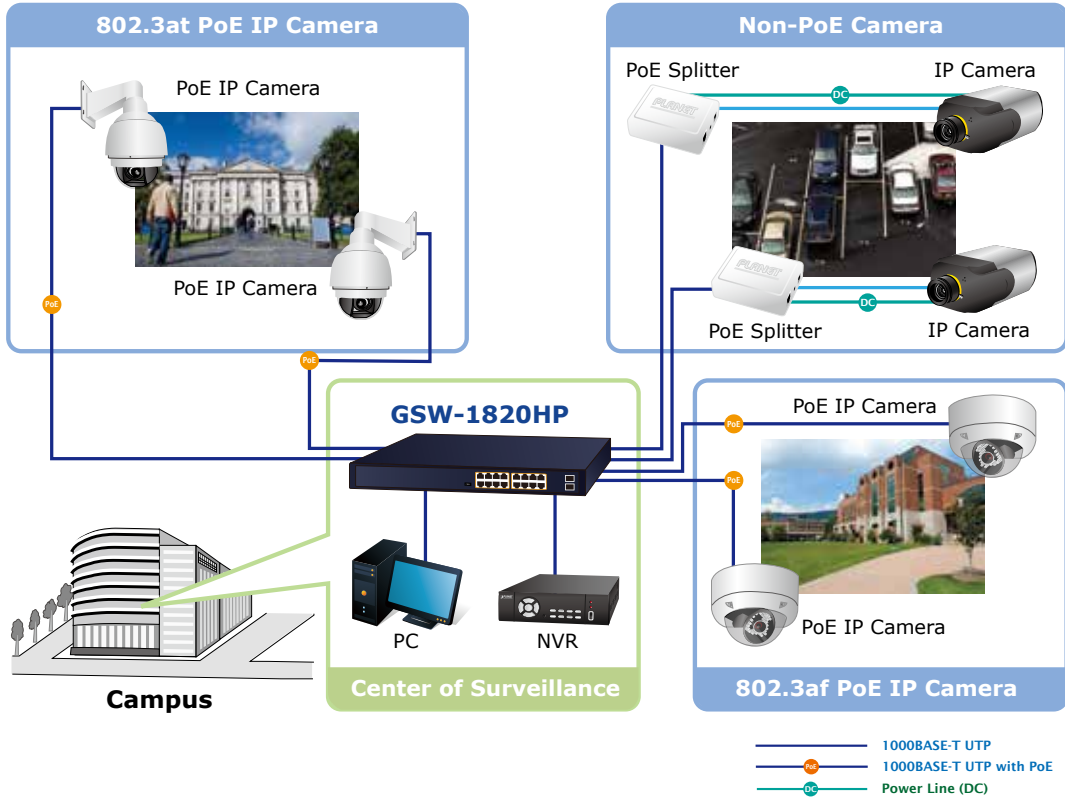 802.3at PoE IP Camera
PoE IP Camera
PoE IP Camera
PoE
PoE
Non-PoE Camera
PoE Splitter
IP Camera
DC
PLANET
PLANET
DC
PoE Splitter
IP Camera
GSW-1820HP
PC
NVR
Center of Surveillance
Campus
PoE IP Camera
PoE
PoE
PoE IP Camera
802.3af PoE IP Camera
1000BASE-T UTP
PoE
1000BASE-T UTP with PoE
DC
Power Line (DC)